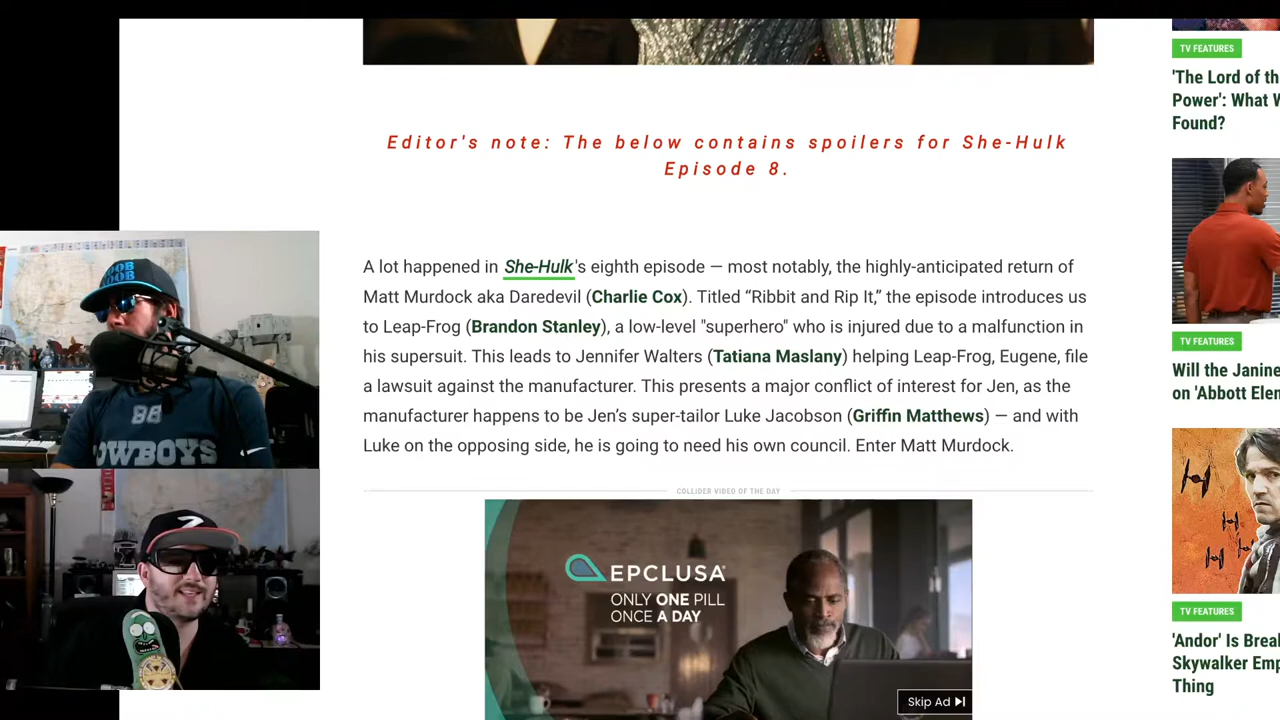 TV FEATURES
'The Lord of th
Power': What W
Found?
Editor's note: The below contains spoilers for She-Hulk
Episode 8.
A lot happened in She-Hulk's eighth episode — most notably, the highly-anticipated return of
Matt Murdock aka Daredevil (Charlie Cox). Titled “Ribbit and Rip It,” the episode introduces us
to Leap-Frog (Brandon Stanley), a low-level "superhero" who is injured due to a malfunction in
his supersuit. This leads to Jennifer Walters (Tatiana Maslany) helping Leap-Frog, Eugene, file
a lawsuit against the manufacturer. This presents a major conflict of interest for Jen, as the
manufacturer happens to be Jen’s super-tailor Luke Jacobson (Griffin Matthews) — and with
Luke on the opposing side, he is going to need his own council. Enter Matt Murdock.
TV FEATURES
Will the Janine
on 'Abbott Elen
COLLIDER VIDEO OF THE DAY
EPCLUSA
ONLY ONE PILL
ONCE A DAY
Skip Ad
TV FEATURES
'Andor' Is Brea
Skywalker Emp
Thing
88
COWBOYS